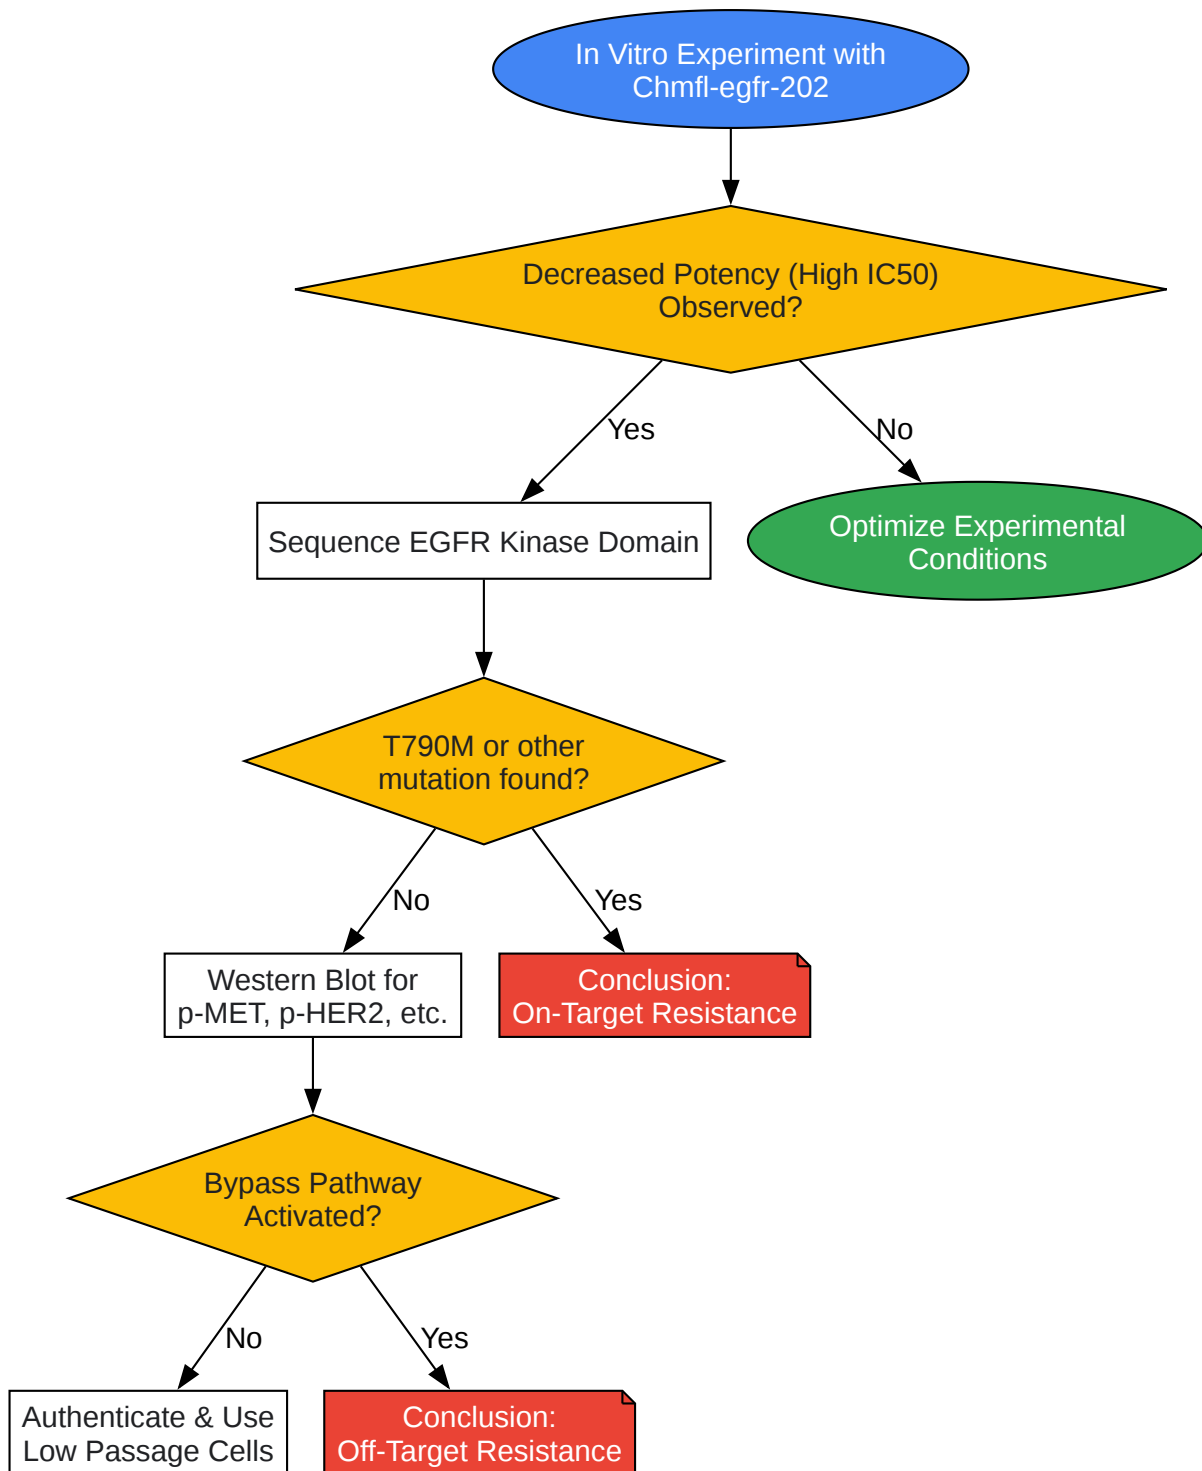 In Vitro Experiment with
Chmfl-egfr-202
Decreased Potency (High IC50)
Observed?
Yes
No
Sequence EGFR Kinase Domain
Optimize Experimental
Conditions
T790M or other
mutation found?
No
Yes
Western Blot for
p-MET, p-HER2, etc.
Conclusion:
On-Target Resistance
Bypass Pathway
Activated?
No
Yes
Authenticate & Use
Low Passage Cells
Conclusion:
Off-Target Resistance